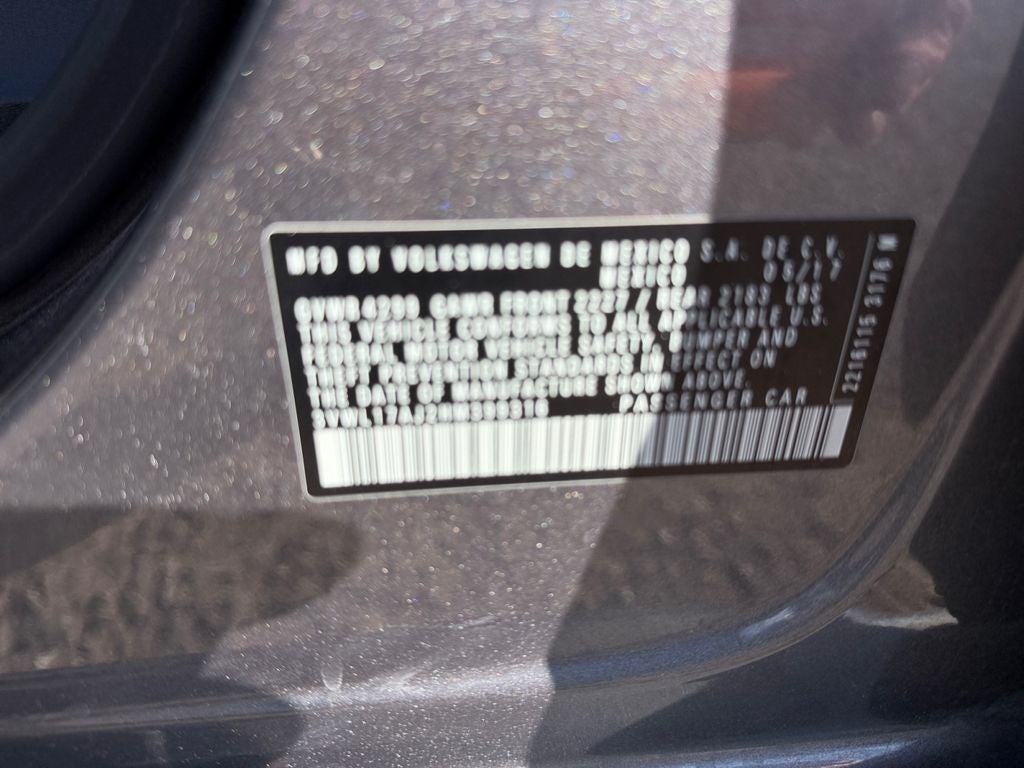 MFD BY VOLKSWAGEN DE MEXICO S.A. DE C.V.
MEXICO 06/17
GVWR 4299 GAWR FRONT 2227 / REAR 2183 LBS
THIS VEHICLE CONFORMS TO ALL APPLICABLE U.S.
FEDERAL MOTOR VEHICLE SAFETY, BUMPER AND
THEFT PREVENTION STANDARDS IN EFFECT ON
THE DATE OF MANUFACTURE SHOWN ABOVE.
PASSENGER CAR
2216115 3176 M